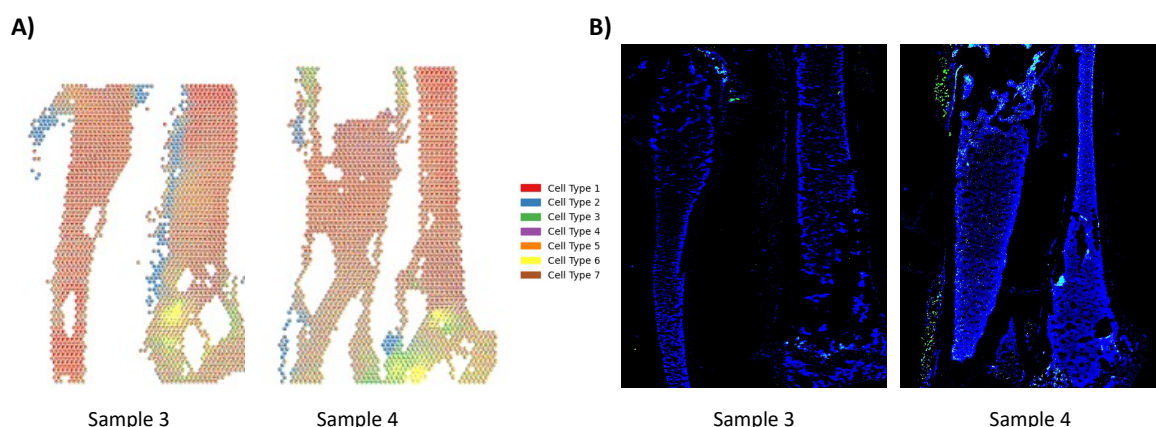 A)
B)
Cell Type 1
Cell Type 2
Cell Type 3
Cell Type 4
Cell Type 5
Cell Type 6
Cell Type 7
Sample 3
Sample 4
Sample 3
Sample 4